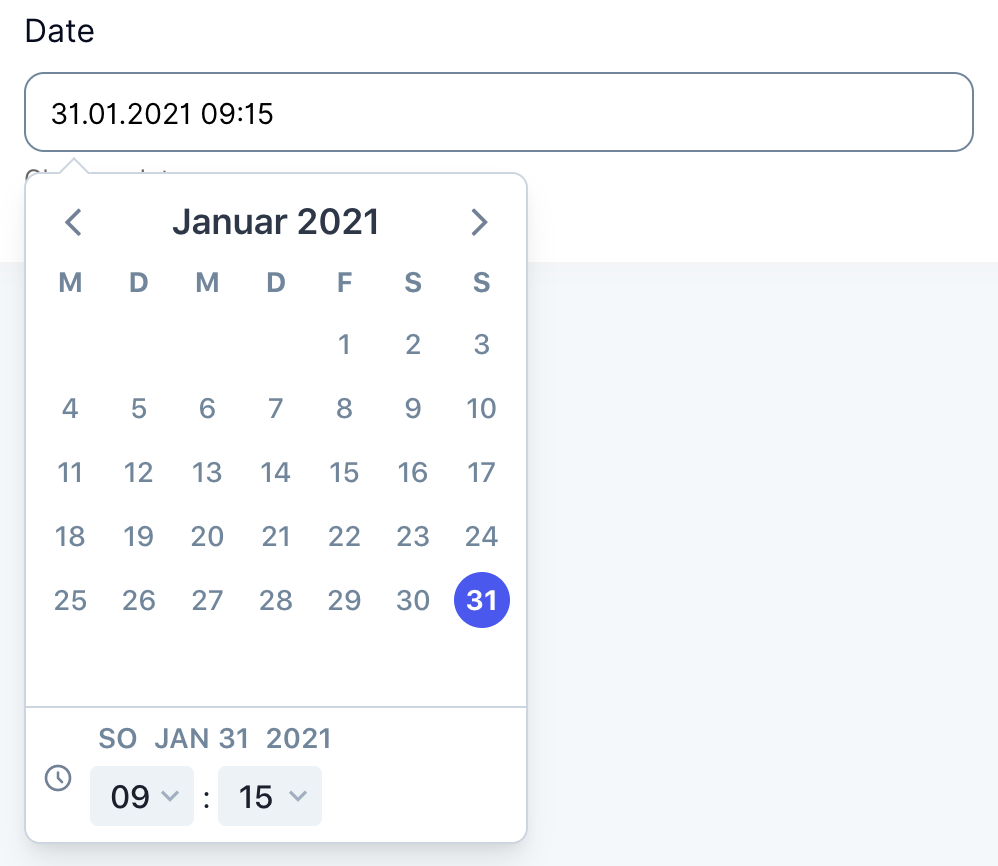 Date
31.01.2021 09:15
Januar 2021
M D M D F S S
1 2 3
4 5 6 7 8 9 10
11 12 13 14 15 16 17
18 19 20 21 22 23 24
25 26 27 28 29 30 31
SO JAN 31 2021
09 : 15